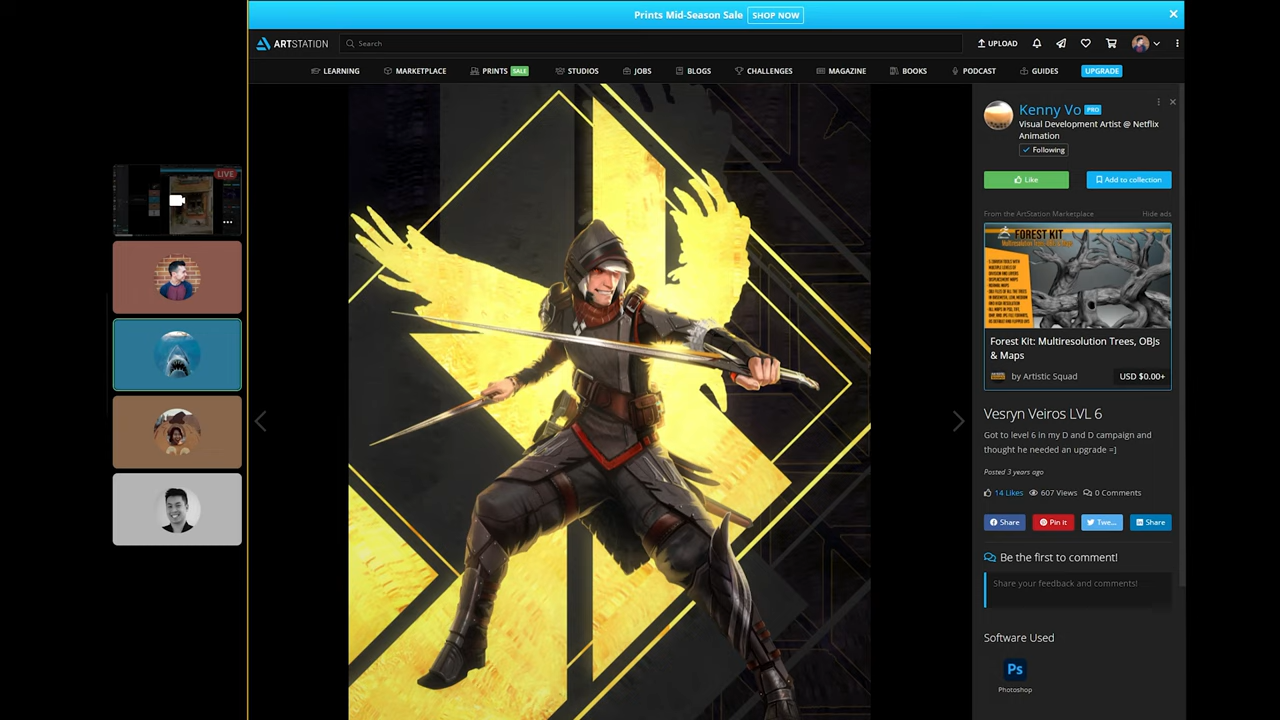 Prints Mid-Season Sale SHOP NOW
ARTSTATION Search UPLOAD
LEARNING MARKETPLACE PRINTS SALE STUDIOS JOBS BLOGS CHALLENGES MAGAZINE BOOKS PODCAST GUIDES UPGRADE
LIVE
Kenny Vo PRO
Visual Development Artist @ Netflix
Animation
Following
Like Add to collection
From the ArtStation Marketplace Hide ads
FOREST KIT
Forest Kit: Multiresolution Trees, OBJs
& Maps
by Artistic Squad USD $0.00+
Vesryn Veiros LVL 6
Got to level 6 in my D and D campaign and
thought he needed an upgrade =]
Posted 3 years ago
14 Likes 607 Views 0 Comments
Share Pin it Twe... Share
Be the first to comment!
Share your feedback and comments!
Software Used
Ps
Photoshop